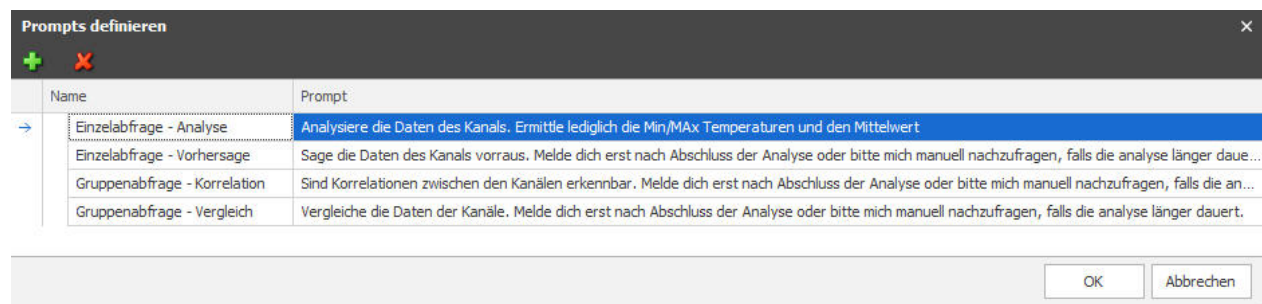 Prompts definieren
Name Prompt
Einzelabfrage - Analyse Analysiere die Daten des Kanals. Ermittle lediglich die Min/MAx Temperaturen und den Mittelwert
Einzelabfrage - Vorhersage Sage die Daten des Kanals vorraus. Melde dich erst nach Abschluss der Analyse oder bitte mich manuell nachzufragen, falls die analyse länger daue...
Gruppenabfrage - Korrelation Sind Korrelationen zwischen den Kanälen erkennbar. Melde dich erst nach Abschluss der Analyse oder bitte mich manuell nachzufragen, falls die an...
Gruppenabfrage - Vergleich Vergleiche die Daten der Kanäle. Melde dich erst nach Abschluss der Analyse oder bitte mich manuell nachzufragen, falls die analyse länger dauert.
OK Abbrechen